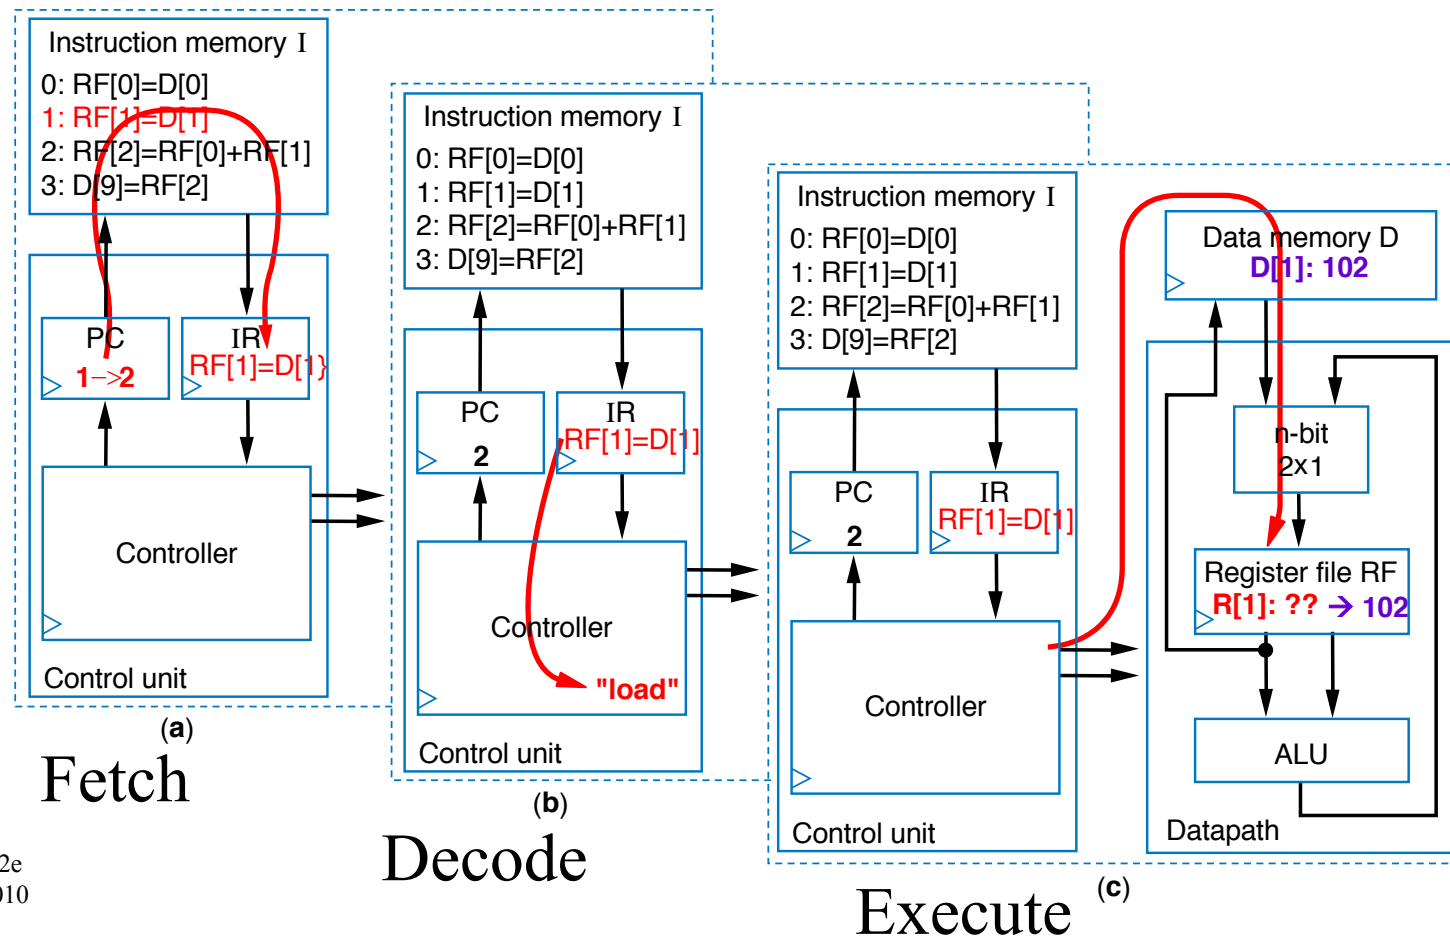 Instruction memory I
0: RF[0]=D[0]
1: RF[1]=D[1]
2: RF[2]=RF[0]+RF[1]
3: D[9]=RF[2]
PC
1->2
IR
RF[1]=D[1}
Controller
Control unit
(a)
Fetch
Instruction memory I
0: RF[0]=D[0]
1: RF[1]=D[1]
2: RF[2]=RF[0]+RF[1]
3: D[9]=RF[2]
PC
2
IR
RF[1]=D[1]
Controller
"load"
Control unit
(b)
Decode
Instruction memory I
0: RF[0]=D[0]
1: RF[1]=D[1]
2: RF[2]=RF[0]+RF[1]
3: D[9]=RF[2]
PC
2
IR
RF[1]=D[1]
Controller
Control unit
Data memory D
D[1]: 102
n-bit
2x1
Register file RF
R[1]: ?? → 102
ALU
Datapath
(c)
Execute
2e
010